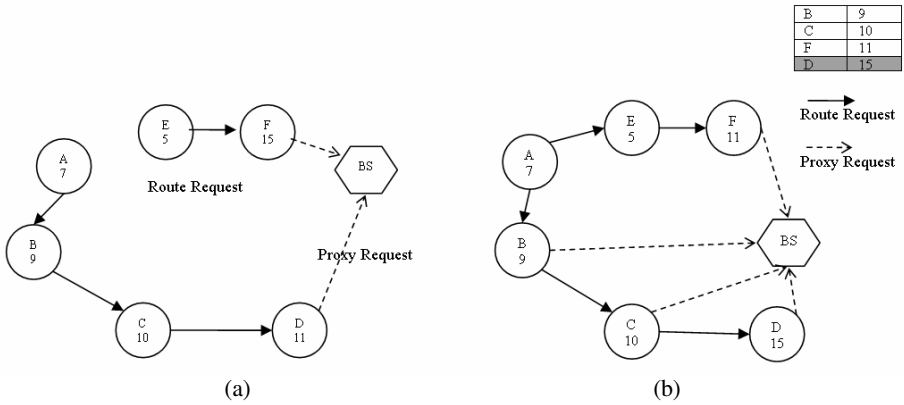 B 9
C 10
F 11
D 15
E
5
F
15
A
7
BS
Route Request
B
9
Proxy Request
C
10
D
11
(a)
E
5
F
11
Route Request
A
7
Proxy Request
B
9
BS
C
10
D
15
(b)